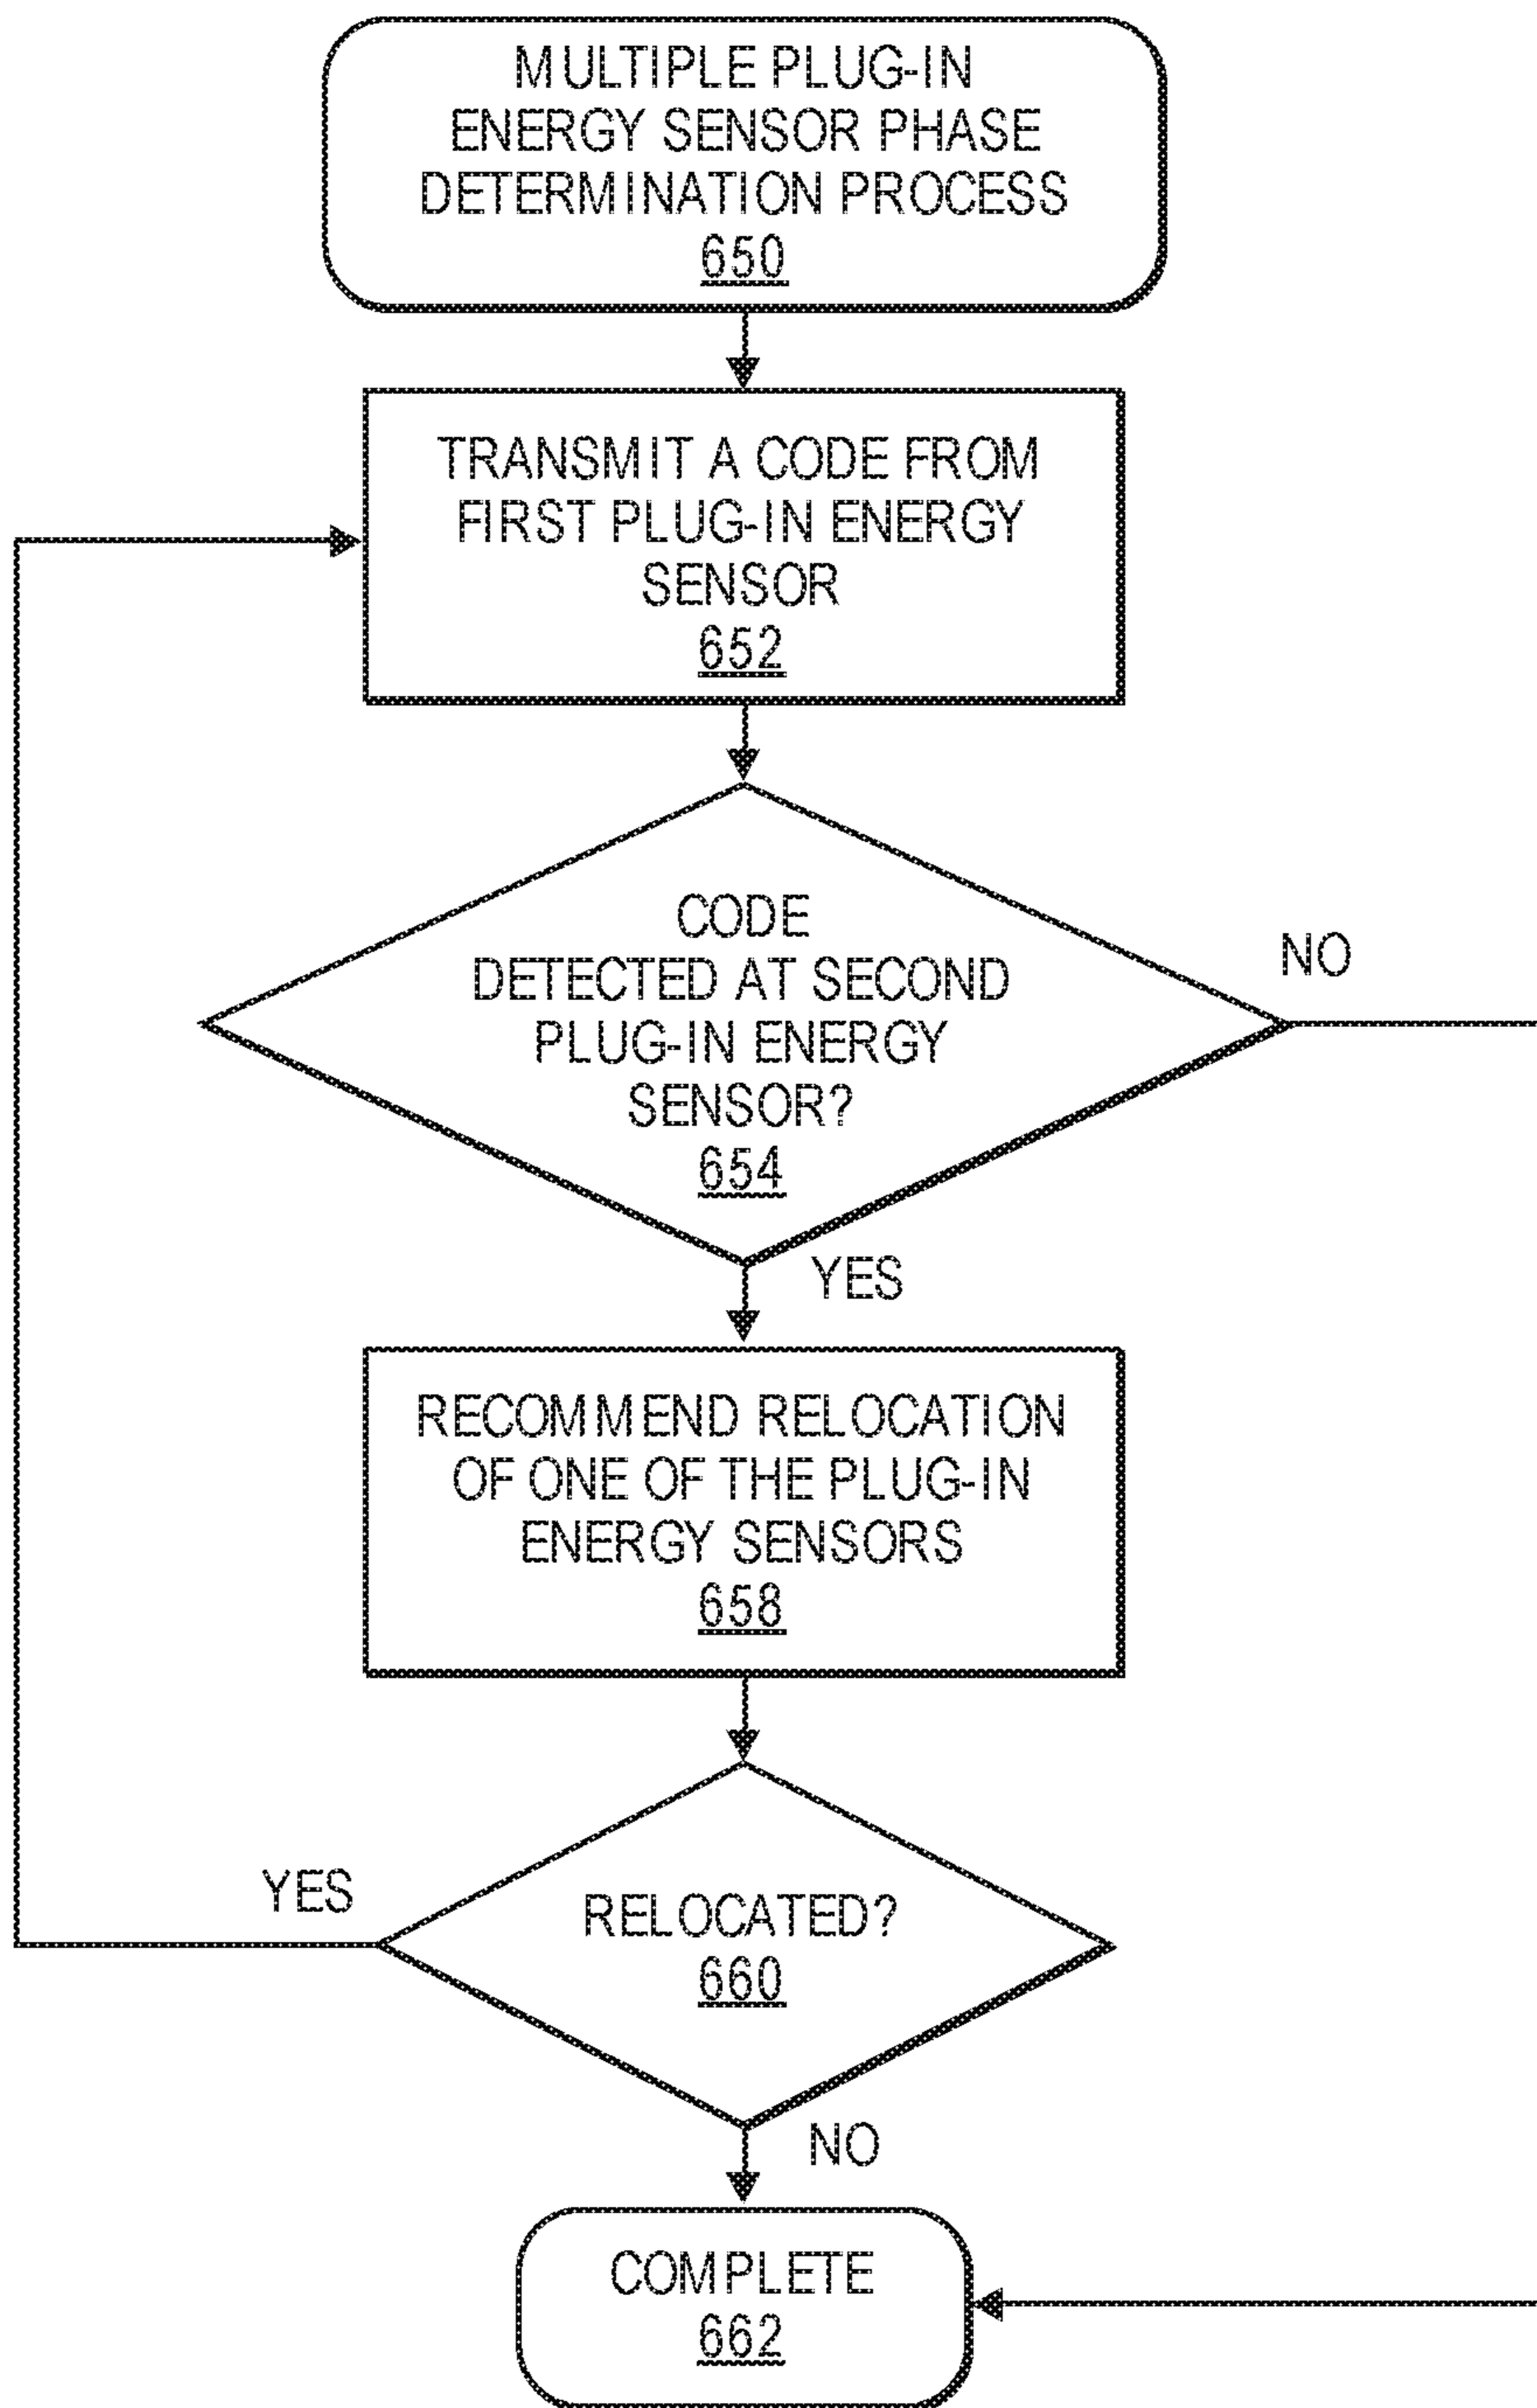 MULTIPLE PLUG-IN
ENERGY SENSOR PHASE
DETERMINATION PROCESS
650
TRANSMIT A CODE FROM
FIRST PLUG-IN ENERGY
SENSOR
652
CODE
DETECTED AT SECOND
PLUG-IN ENERGY
SENSOR?
654
NO
YES
RECOMMEND RELOCATION
OF ONE OF THE PLUG-IN
ENERGY SENSORS
658
YES
RELOCATED?
660
NO
COMPLETE
662